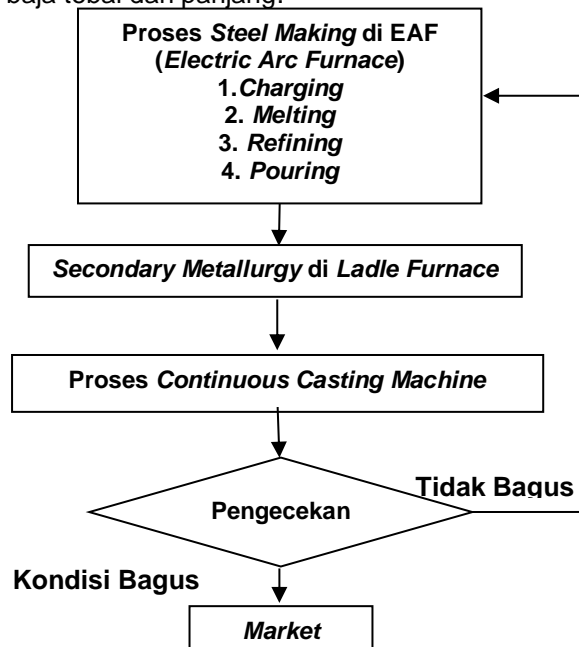 baja tebal dan panjang.
Proses Steel Making di EAF
(Electric Arc Furnace)
1.Charging
2. Melting
3. Refining
4. Pouring
Secondary Metallurgy di Ladle Furnace
Proses Continuous Casting Machine
Tidak Bagus
Pengecekan
Kondisi Bagus
Market